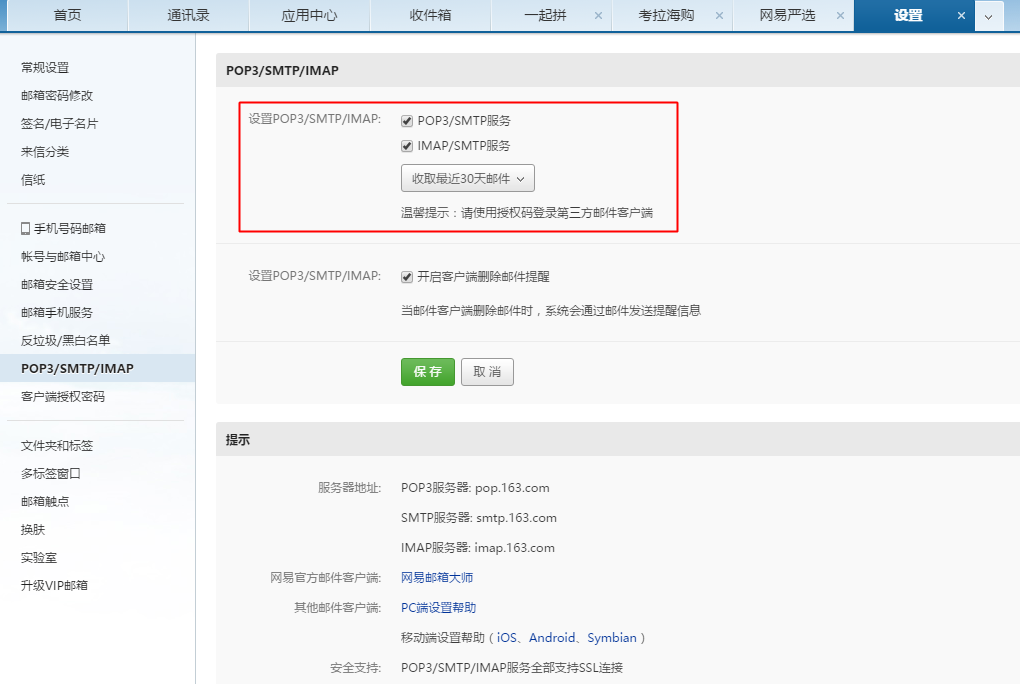 首页 通讯录 应用中心 收件箱 一起拼 × 考拉海购 × 网易严选 × 设置 ×
常规设置
邮箱密码修改
签名/电子名片
来信分类
信纸
手机号码邮箱
帐号与邮箱中心
邮箱安全设置
邮箱手机服务
反垃圾/黑白名单
POP3/SMTP/IMAP
客户端授权密码
文件夹和标签
多标签窗口
邮箱触点
换肤
实验室
升级VIP邮箱
POP3/SMTP/IMAP
设置POP3/SMTP/IMAP: POP3/SMTP服务
IMAP/SMTP服务
收取最近30天邮件
温馨提示：请使用授权码登录第三方邮件客户端
设置POP3/SMTP/IMAP: 开启客户端删除邮件提醒
当邮件客户端删除邮件时，系统会通过邮件发送提醒信息
保存 取消
提示
服务器地址: POP3服务器: pop.163.com
SMTP服务器: smtp.163.com
IMAP服务器: imap.163.com
网易官方邮件客户端: 网易邮箱大师
其他邮件客户端: PC端设置帮助
移动端设置帮助（iOS、Android、Symbian）
安全支持: POP3/SMTP/IMAP服务全部支持SSL连接